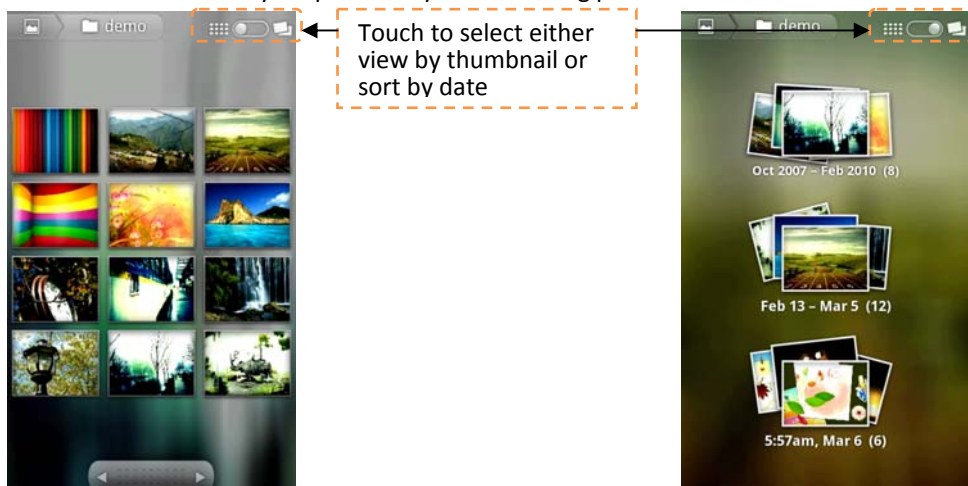 demo
Touch to select either
view by thumbnail or
sort by date
demo
Oct 2007 – Feb 2010 (8)
Feb 13 – Mar 5 (12)
5:57am, Mar 6 (6)